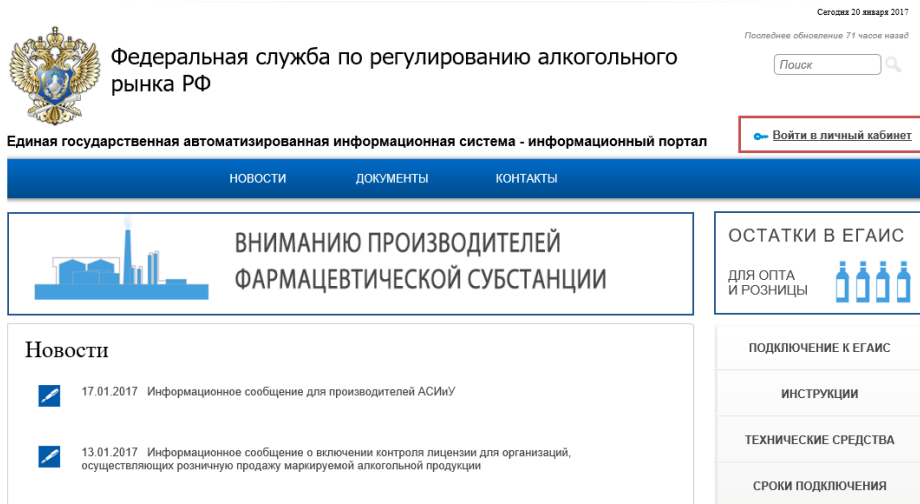 Сегодня 20 января 2017
Последнее обновление 71 часов назад
Федеральная служба по регулированию алкогольного
рынка РФ
Поиск
Единая государственная автоматизированная информационная система - информационный портал
Войти в личный кабинет
НОВОСТИ ДОКУМЕНТЫ КОНТАКТЫ
ВНИМАНИЮ ПРОИЗВОДИТЕЛЕЙ
ФАРМАЦЕВТИЧЕСКОЙ СУБСТАНЦИИ
ОСТАТКИ В ЕГАИС
ДЛЯ ОПТА
И РОЗНИЦЫ
Новости
17.01.2017 Информационное сообщение для производителей АСИиУ
13.01.2017 Информационное сообщение о включении контроля лицензии для организаций,
осуществляющих розничную продажу маркируемой алкогольной продукции
ПОДКЛЮЧЕНИЕ К ЕГАИС
ИНСТРУКЦИИ
ТЕХНИЧЕСКИЕ СРЕДСТВА
СРОКИ ПОДКЛЮЧЕНИЯ